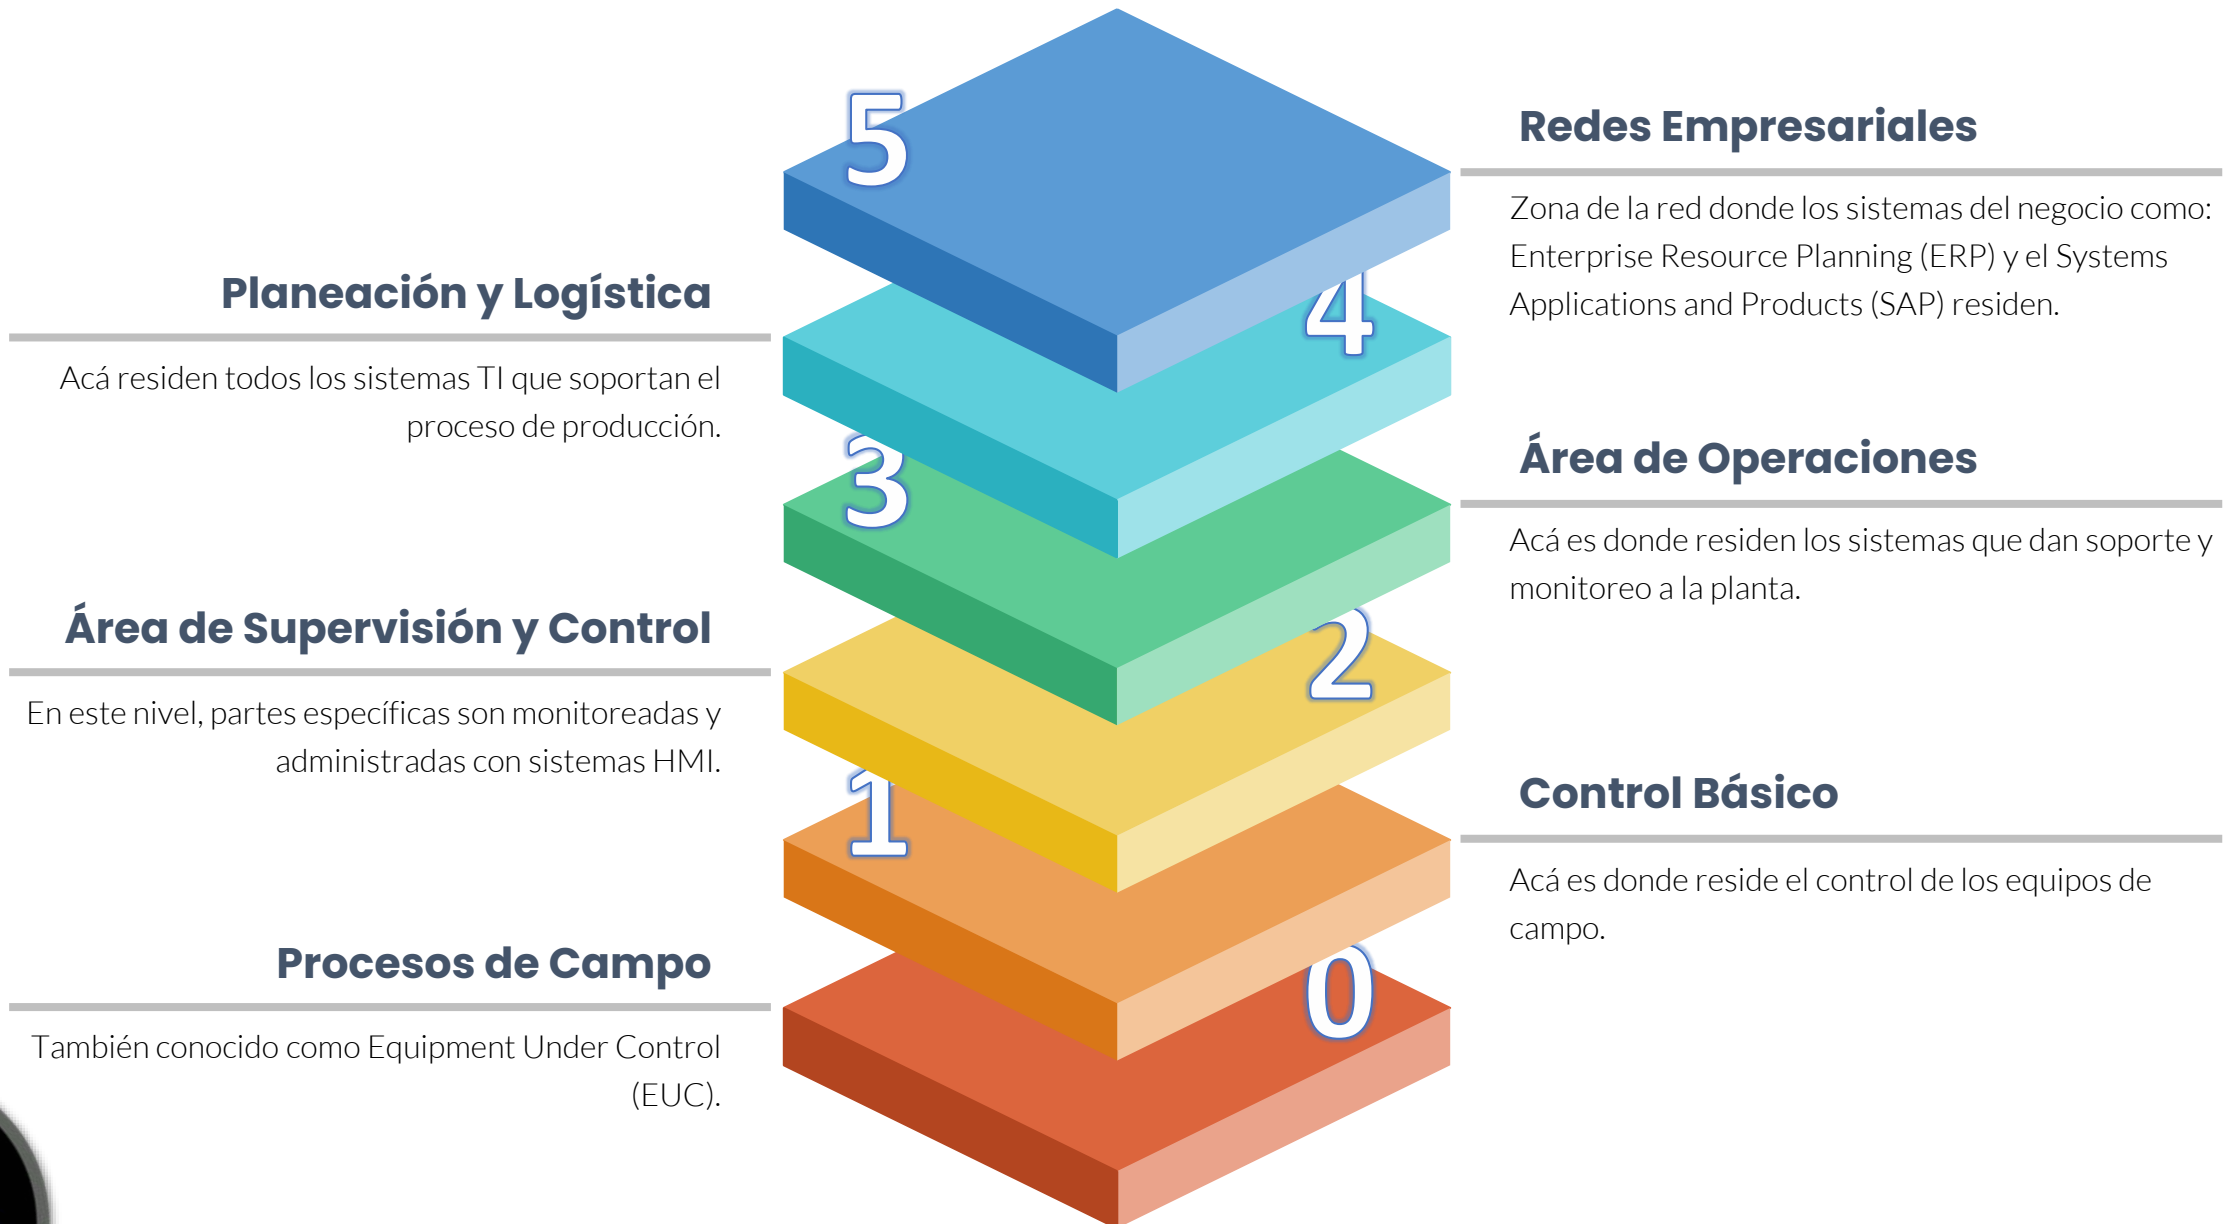 5
Redes Empresariales
Zona de la red donde los sistemas del negocio como:
Enterprise Resource Planning (ERP) y el Systems
Applications and Products (SAP) residen.
Planeación y Logística
4
Acá residen todos los sistemas TI que soportan el
proceso de producción.
3
Área de Operaciones
Acá es donde residen los sistemas que dan soporte y
monitoreo a la planta.
Área de Supervisión y Control
2
En este nivel, partes específicas son monitoreadas y
administradas con sistemas HMI.
1
Control Básico
Acá es donde reside el control de los equipos de
campo.
Procesos de Campo
0
También conocido como Equipment Under Control
(EUC).